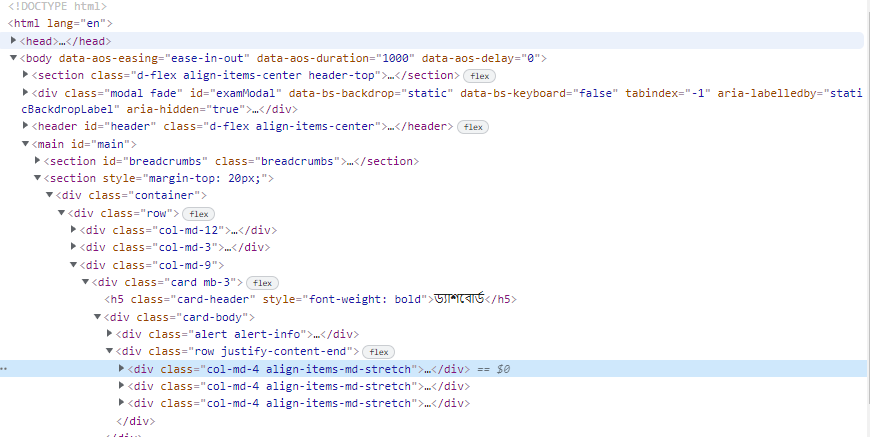 <!DOCTYPE html>
<html lang="en">
<head>…</head>
<body data-aos-easing="ease-in-out" data-aos-duration="1000" data-aos-delay="0">
<section class="d-flex align-items-center header-top">…</section> flex
<div class="modal fade" id="examModal" data-bs-backdrop="static" data-bs-keyboard="false" tabindex="-1" aria-labelledby="stati
cBackdropLabel" aria-hidden="true">…</div>
<header id="header" class="d-flex align-items-center">…</header> flex
<main id="main">
<section id="breadcrumbs" class="breadcrumbs">…</section>
<section style="margin-top: 20px;">
<div class="container">
<div class="row"> flex
<div class="col-md-12">…</div>
<div class="col-md-3">…</div>
<div class="col-md-9">
<div class="card mb-3"> flex
<h5 class="card-header" style="font-weight: bold">ড্যাশবোর্ড</h5>
<div class="card-body">
<div class="alert alert-info">…</div>
<div class="row justify-content-end"> flex
<div class="col-md-4 align-items-md-stretch">…</div> == $0
<div class="col-md-4 align-items-md-stretch">…</div>
<div class="col-md-4 align-items-md-stretch">…</div>
</div>